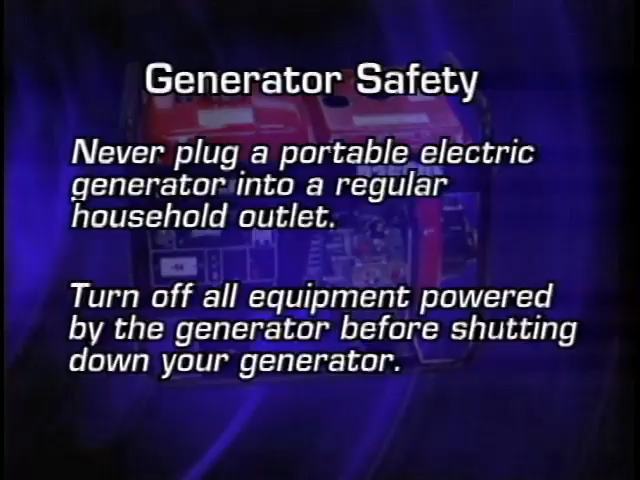 Generator Safety
Never plug a portable electric
generator into a regular
household outlet.
Turn off all equipment powered
by the generator before shutting
down your generator.